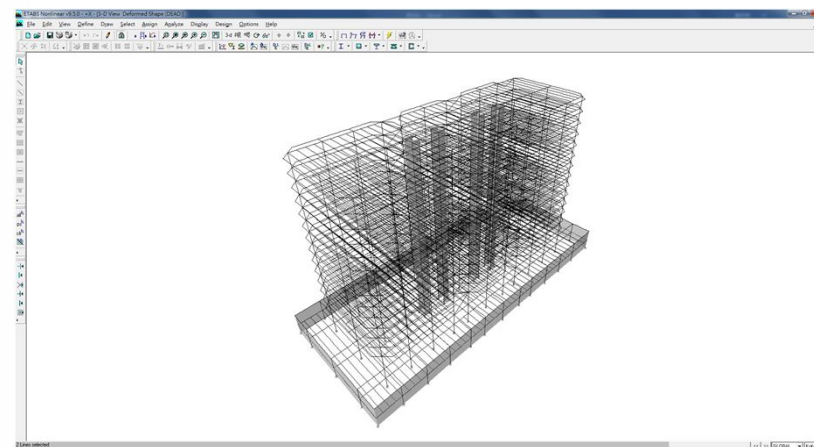 ETABS Nonlinear v9.5.0 - +X - [3-D View Deformed Shape (DEAD)]
File Edit View Define Draw Select Assign Analyze Display Design Options Help
2 Lines selected
GLOBAL